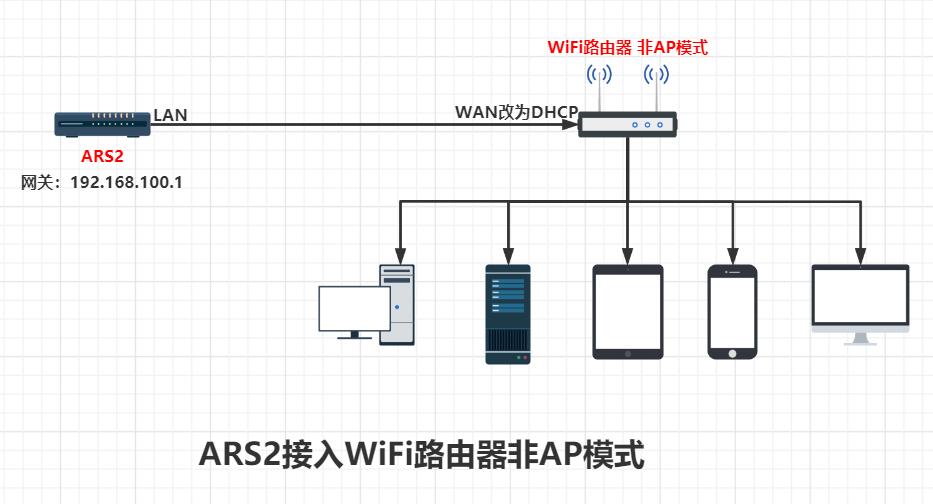 WiFi路由器 非AP模式
LAN
WAN改为DHCP
ARS2
网关：192.168.100.1
ARS2接入WiFi路由器非AP模式